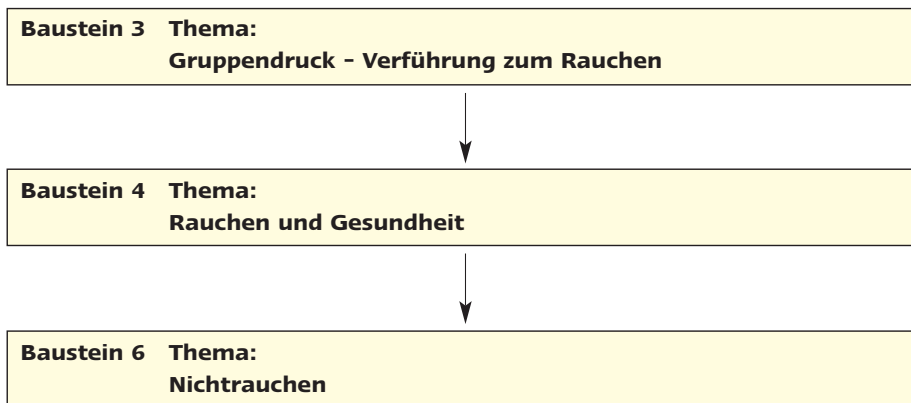 Baustein 3 Thema:
Gruppendruck – Verführung zum Rauchen
Baustein 4 Thema:
Rauchen und Gesundheit
Baustein 6 Thema:
Nichtrauchen